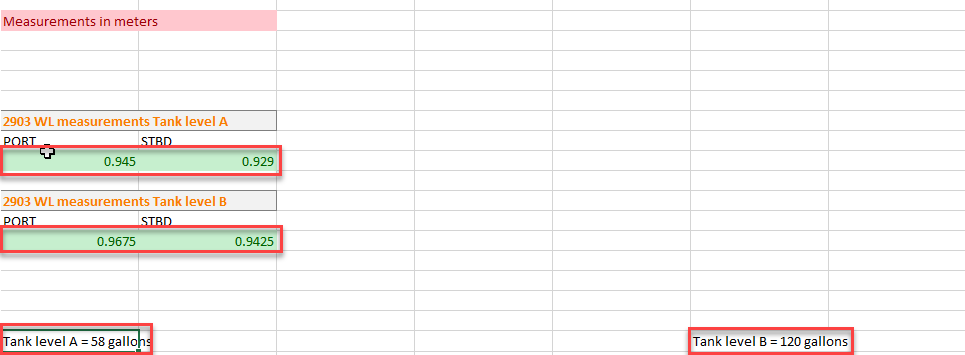 Measurements in meters
2903 WL measurements Tank level A
PORT STBD
0.945 0.929
2903 WL measurements Tank level B
PORT STBD
0.9675 0.9425
Tank level A = 58 gallons Tank level B = 120 gallons